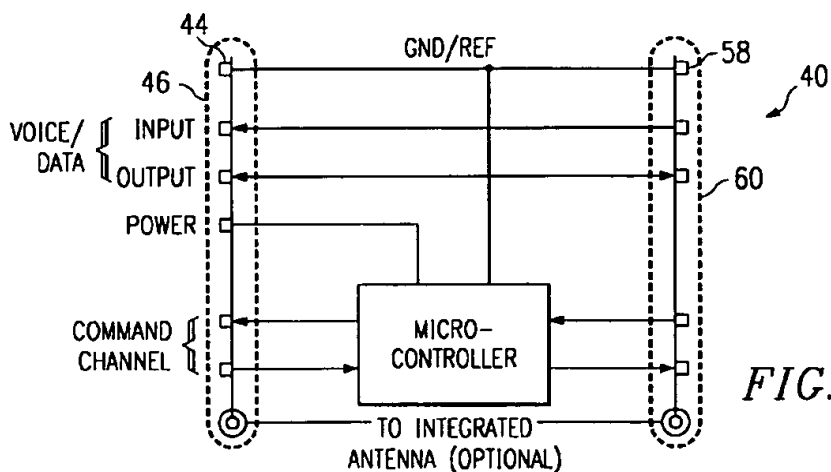 44
GND/REF
58
46
40
VOICE/
DATA
INPUT
OUTPUT
60
POWER
COMMAND
CHANNEL
MICRO-
CONTROLLER
FIG.
TO INTEGRATED
ANTENNA (OPTIONAL)